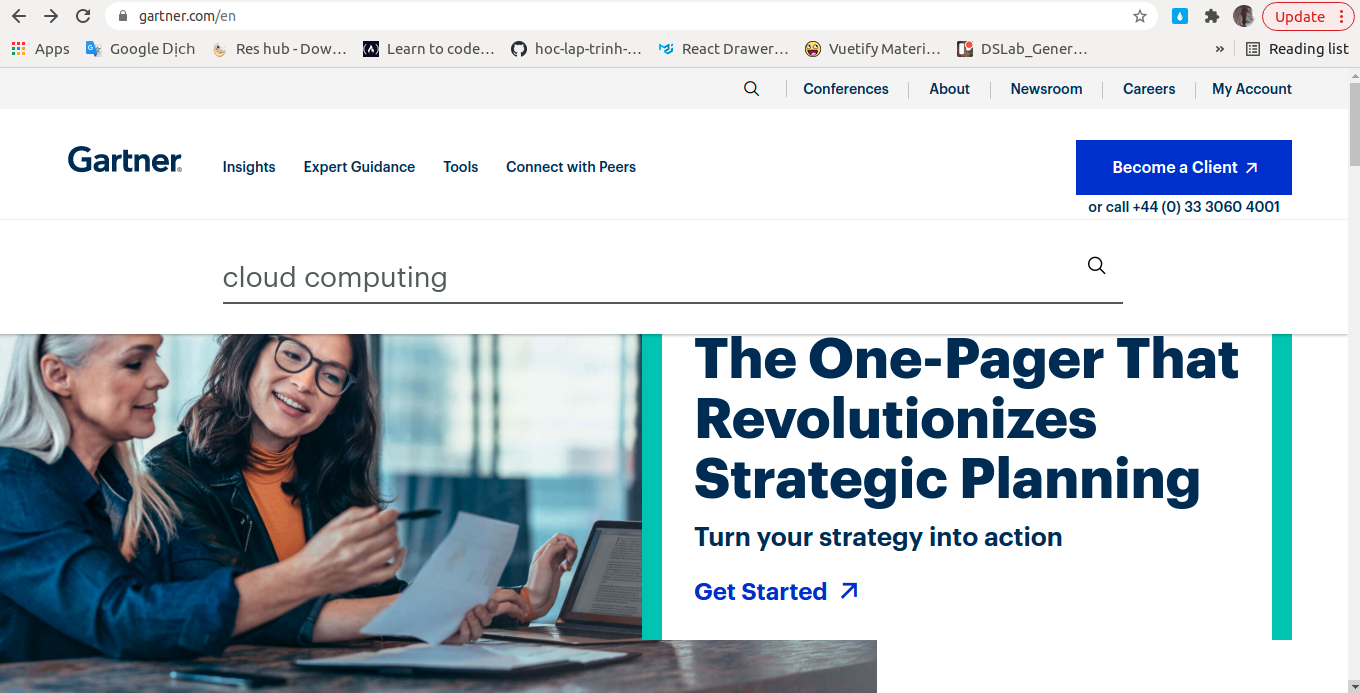 gartner.com/en
Update
Apps
Google Dịch
Res hub - Dow...
Learn to code...
hoc-lap-trinh-...
React Drawer...
Vuetify Materi...
DSLab_Gener...
»
Reading list
Conferences
About
Newsroom
Careers
My Account
Gartner®
Insights
Expert Guidance
Tools
Connect with Peers
Become a Client
or call +44 (0) 33 3060 4001
cloud computing
The One-Pager That
Revolutionizes
Strategic Planning
Turn your strategy into action
Get Started